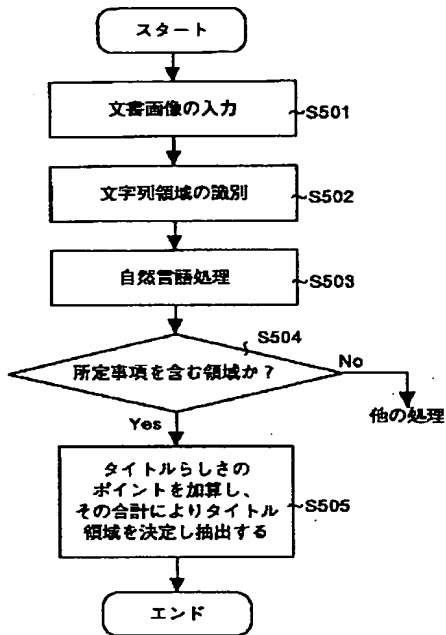 スタート
文書画像の入力
S501
文字列領域の識別
S502
自然言語処理
S503
S504
所定事項を含む領域か?
No
他の処理
Yes
タイトルらしさの
ポイントを加算し、
その合計によりタイトル
領域を決定し抽出する
S505
エンド